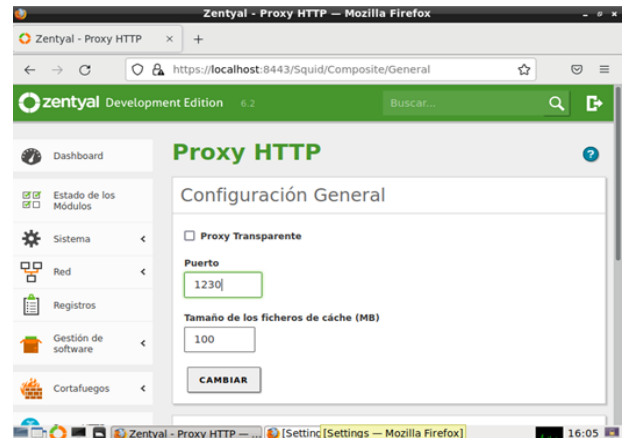 Zentyal - Proxy HTTP — Mozilla Firefox
Zentyal - Proxy HTTP × +
https://localhost:8443/Squid/Composite/General
zentyal Development Edition 6.2 Buscar...
Proxy HTTP
?
Dashboard
Estado de los
Módulos
Sistema
Red
Registros
Gestión de
software
Cortafuegos
Configuración General
Proxy Transparente
Puerto
1230
Tamaño de los ficheros de cáche (MB)
100
CAMBIAR
Zentyal - Proxy HTTP — ... [Setting [Settings — Mozilla Firefox] 16:05